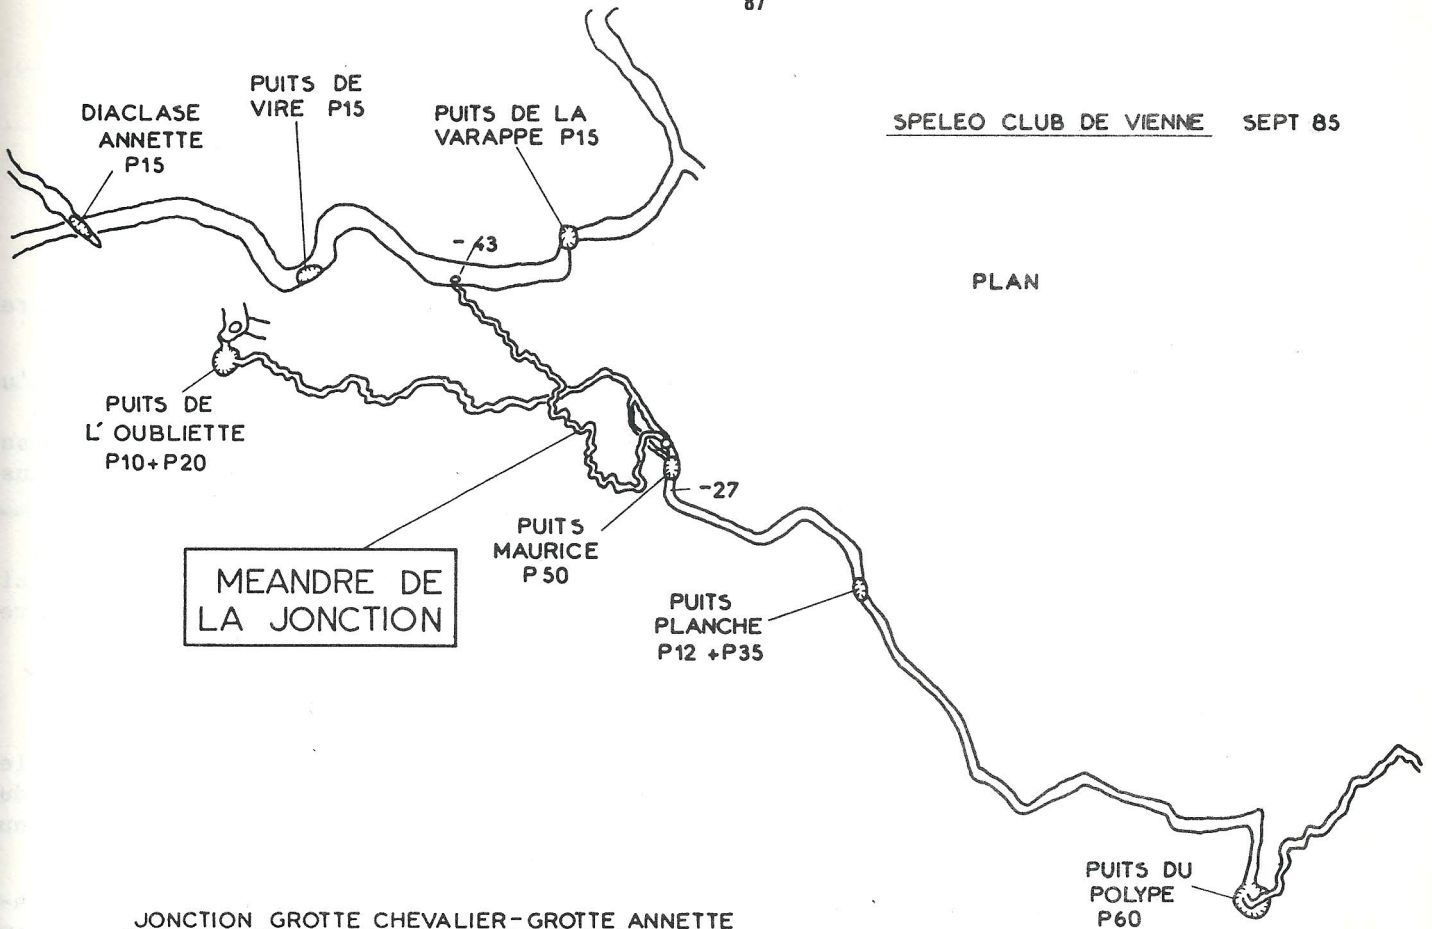 87
PUITS DE
VIRE P15
DIACLASE
ANNETTE
P15
PUITS DE LA
VARAPPE P15
SPELEO CLUB DE VIENNE SEPT 85
-43
PLAN
PUITS DE
L'OUBLIETTE
P10+P20
-27
PUITS
MAURICE
P50
MEANDRE DE
LA JONCTION
PUITS
PLANCHE
P12 +P35
PUITS DU
POLYPE
P60
JONCTION GROTTE CHEVALIER-GROTTE ANNETTE